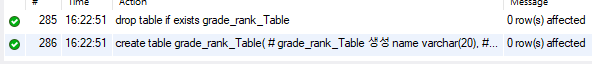 # Time Action Message
285 16:22:51 drop table if exists grade_rank_Table 0 row(s) affected
286 16:22:51 create table grade_rank_Table( # grade_rank_Table 생성 name varchar(20), #... 0 row(s) affected